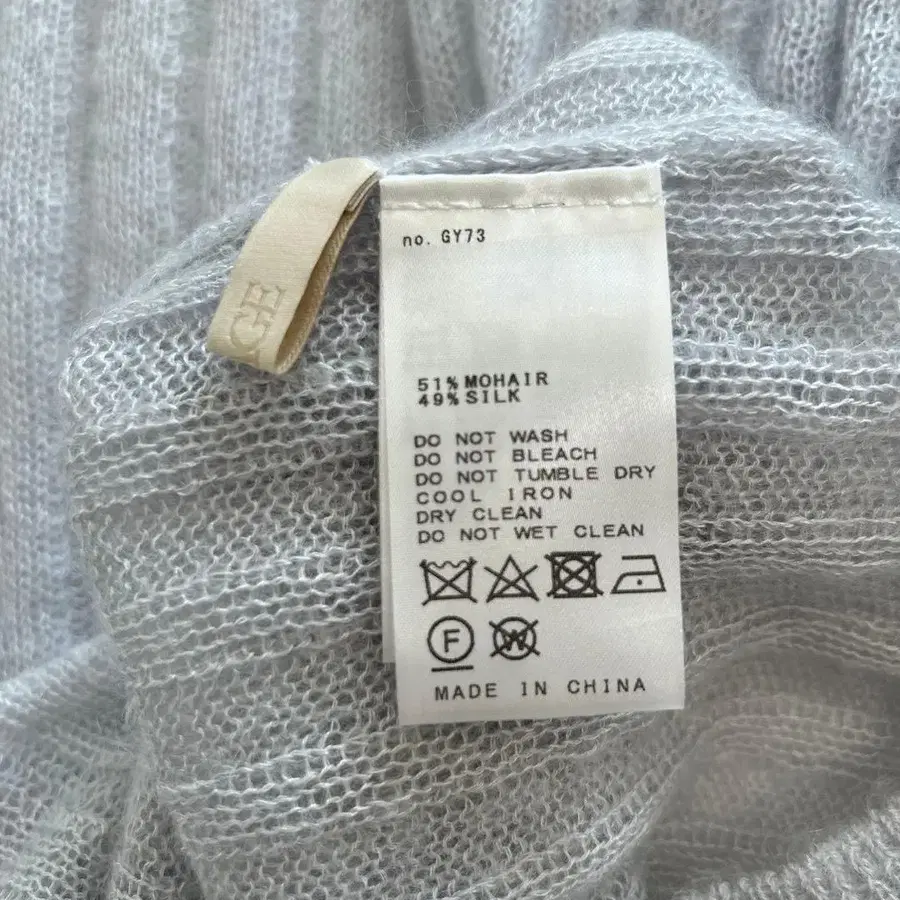 no. GY73
GE
51% MOHAIR
49% SILK
DO NOT WASH
DO NOT BLEACH
DO NOT TUMBLE DRY
COOL IRON
DRY CLEAN
DO NOT WET CLEAN
F
W
MADE IN CHINA